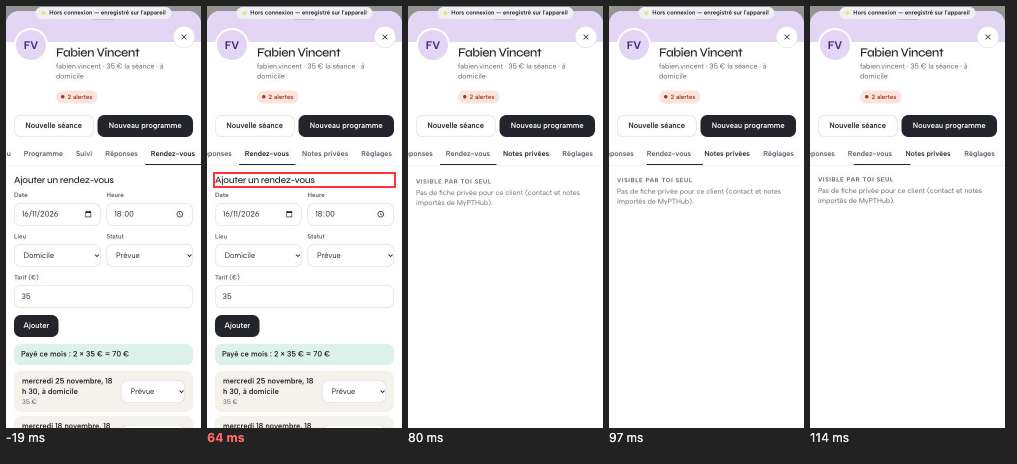 Hors connexion — enregistré sur l'appareil
FV
Fabien Vincent
fabien.vincent · 35 € la séance · à
domicile
2 alertes
Nouvelle séance
Nouveau programme
u
Programme
Suivi
Réponses
Rendez-vous
Ajouter un rendez-vous
Date
Heure
16/11/2026
18:00
Lieu
Statut
Domicile
Prévue
Tarif (€)
35
Ajouter
Payé ce mois : 2 × 35 € = 70 €
mercredi 25 novembre, 18
h 30, à domicile
35 €
Prévue
mercredi 18 novembre, 18
-19 ms
Hors connexion — enregistré sur l'appareil
FV
Fabien Vincent
fabien.vincent · 35 € la séance · à
domicile
2 alertes
Nouvelle séance
Nouveau programme
ponses
Rendez-vous
Notes privées
Réglages
Ajouter un rendez-vous
Date
Heure
16/11/2026
18:00
Lieu
Statut
Domicile
Prévue
Tarif (€)
35
Ajouter
Payé ce mois : 2 × 35 € = 70 €
mercredi 25 novembre, 18
h 30, à domicile
35 €
Prévue
mercredi 18 novembre, 18
64 ms
Hors connexion — enregistré sur l'appareil
FV
Fabien Vincent
fabien.vincent · 35 € la séance · à
domicile
2 alertes
Nouvelle séance
Nouveau programme
éponses
Rendez-vous
Notes privées
Réglages
VISIBLE PAR TOI SEUL
Pas de fiche privée pour ce client (contact et notes
importés de MyPTHub).
80 ms
Hors connexion — enregistré sur l'appareil
FV
Fabien Vincent
fabien.vincent · 35 € la séance · à
domicile
2 alertes
Nouvelle séance
Nouveau programme
ponses
Rendez-vous
Notes privées
Réglages
VISIBLE PAR TOI SEUL
Pas de fiche privée pour ce client (contact et notes
importés de MyPTHub).
97 ms
Hors connexion — enregistré sur l'appareil
FV
Fabien Vincent
fabien.vincent · 35 € la séance · à
domicile
2 alertes
Nouvelle séance
Nouveau programme
ponses
Rendez-vous
Notes privées
Réglages
VISIBLE PAR TOI SEUL
Pas de fiche privée pour ce client (contact et notes
importés de MyPTHub).
114 ms